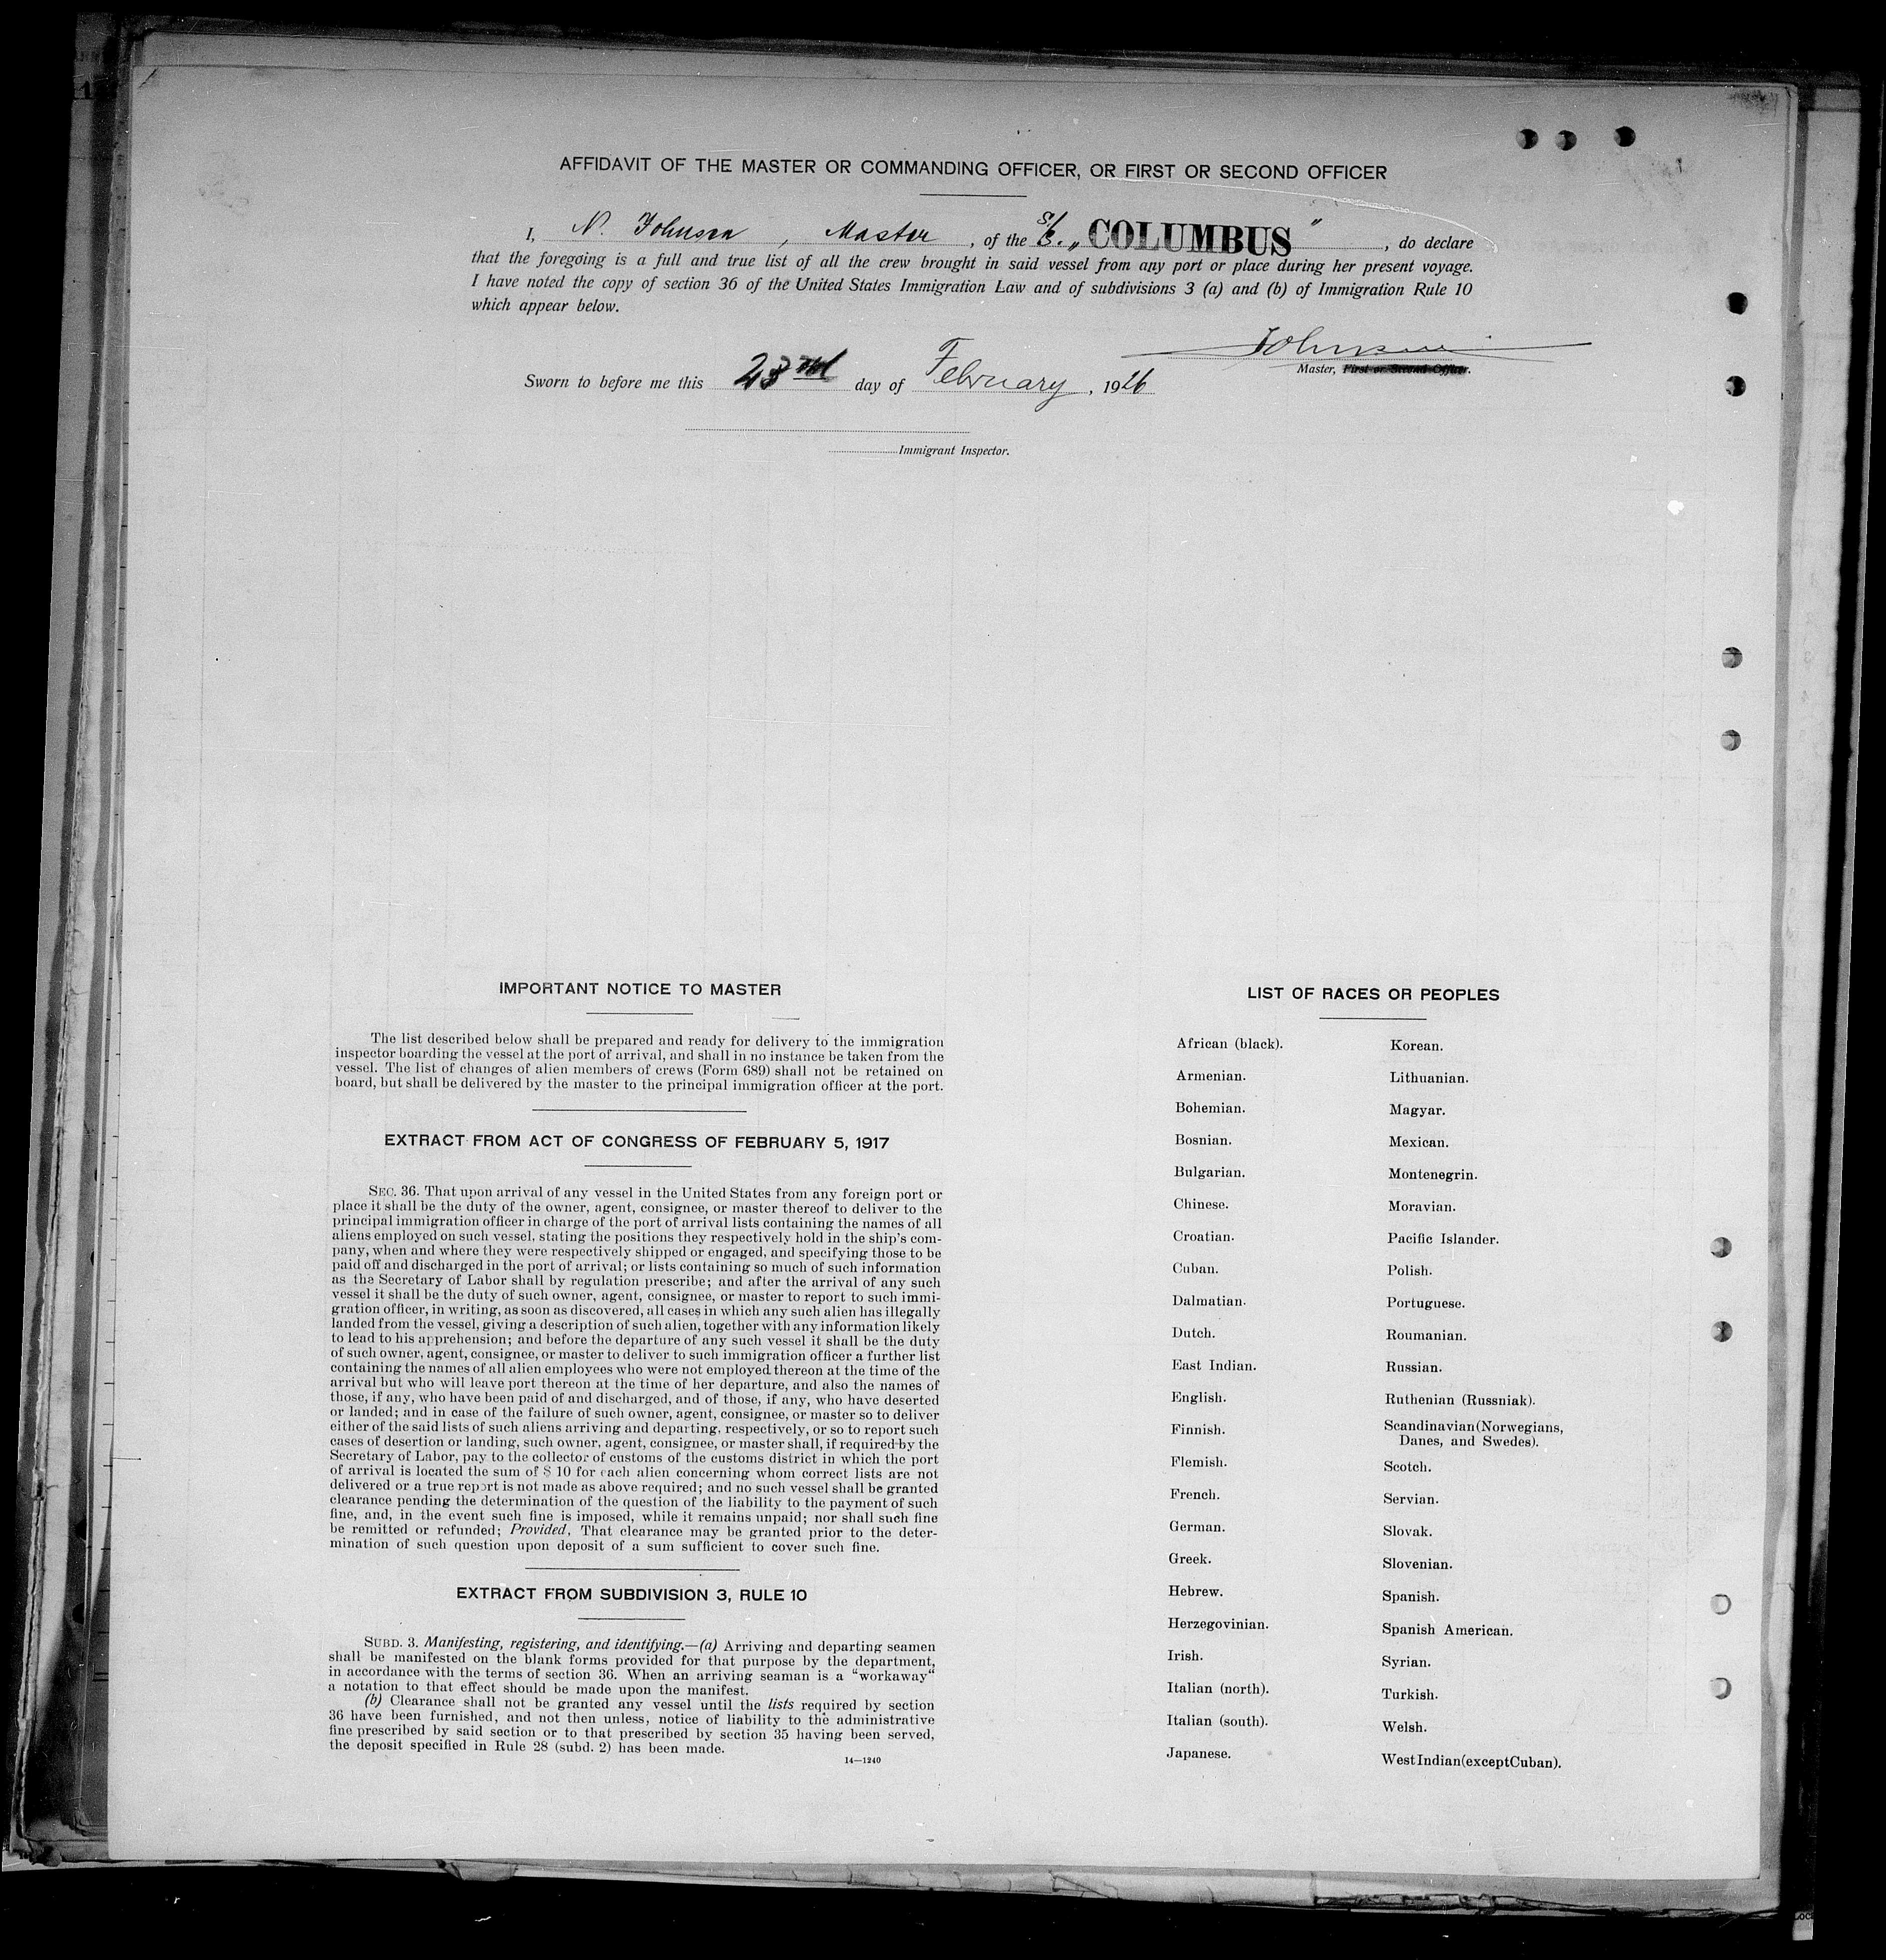 AFFIDAVIT OF THE MASTER OR COMMANDING OFFICER, OR FIRST OR SECOND OFFICER
I, N. Johnsen, Master, of the S/S. „COLUMBUS", do declare
that the foregoing is a full and true list of all the crew brought in said vessel from any port or place during her present voyage.
I have noted the copy of section 36 of the United States Immigration Law and of subdivisions 3 (a) and (b) of Immigration Rule 10
which appear below.
Johnsen
Master, First or Second Officer.
Sworn to before me this day of February, 1926
Immigrant Inspector.
IMPORTANT NOTICE TO MASTER
The list described below shall be prepared and ready for delivery to the immigration
inspector boarding the vessel at the port of arrival, and shall in no instance be taken from the
vessel. The list of changes of alien members of crews (Form 689) shall not be retained on
board, but shall be delivered by the master to the principal immigration officer at the port.
EXTRACT FROM ACT OF CONGRESS OF FEBRUARY 5, 1917
SEC. 36. That upon arrival of any vessel in the United States from any foreign port or
place it shall be the duty of the owner, agent, consignee, or master thereof to deliver to the
principal immigration officer in charge of the port of arrival lists containing the names of all
aliens employed on such vessel, stating the positions they respectively hold in the ship's com-
pany, when and where they were respectively shipped or engaged, and specifying those to be
paid off and discharged in the port of arrival; or lists containing so much of such information
as the Secretary of Labor shall by regulation prescribe; and after the arrival of any such
vessel it shall be the duty of such owner, agent, consignee, or master to report to such immi-
gration officer, in writing, as soon as discovered, all cases in which any such alien has illegally
landed from the vessel, giving a description of such alien, together with any information likely
to lead to his apprehension; and before the departure of any such vessel it shall be the duty
of such owner, agent, consignee, or master to deliver to such immigration officer a further list
containing the names of all alien employees who were not employed thereon at the time of the
arrival but who will leave port thereon at the time of her departure, and also the names of
those, if any, who have been paid of and discharged, and of those, if any, who have deserted
or landed; and in case of the failure of such owner, agent, consignee, or master so to deliver
either of the said lists of such aliens arriving and departing, respectively, or so to report such
cases of desertion or landing, such owner, agent, consignee, or master shall, if required by the
Secretary of Labor, pay to the collector of customs of the customs district in which the port
of arrival is located the sum of $ 10 for each alien concerning whom correct lists are not
delivered or a true report is not made as above required; and no such vessel shall be granted
clearance pending the determination of the question of the liability to the payment of such
fine, and, in the event such fine is imposed, while it remains unpaid; nor shall such fine
be remitted or refunded; Provided, That clearance may be granted prior to the deter-
mination of such question upon deposit of a sum sufficient to cover such fine.
EXTRACT FROM SUBDIVISION 3, RULE 10
SUBD. 3. Manifesting, registering, and identifying.—(a) Arriving and departing seamen
shall be manifested on the blank forms provided for that purpose by the department,
in accordance with the terms of section 36. When an arriving seaman is a "workaway"
a notation to that effect should be made upon the manifest.
(b) Clearance shall not be granted any vessel until the lists required by section
36 have been furnished, and not then unless, notice of liability to the administrative
fine prescribed by said section or to that prescribed by section 35 having been served,
the deposit specified in Rule 28 (subd. 2) has been made.
14—1240
LIST OF RACES OR PEOPLES
African (black).
Armenian.
Bohemian.
Bosnian.
Bulgarian.
Chinese.
Croatian.
Cuban.
Dalmatian.
Dutch.
East Indian.
English.
Finnish.
Flemish.
French.
German.
Greek.
Hebrew.
Herzegovinian.
Irish.
Italian (north).
Italian (south).
Japanese.
Korean.
Lithuanian.
Magyar.
Mexican.
Montenegrin.
Moravian.
Pacific Islander.
Polish.
Portuguese.
Roumanian.
Russian.
Ruthenian (Russniak).
Scandinavian (Norwegians,
Danes, and Swedes).
Scotch.
Servian.
Slovak.
Slovenian.
Spanish.
Spanish American.
Syrian.
Turkish.
Welsh.
West Indian (except Cuban).